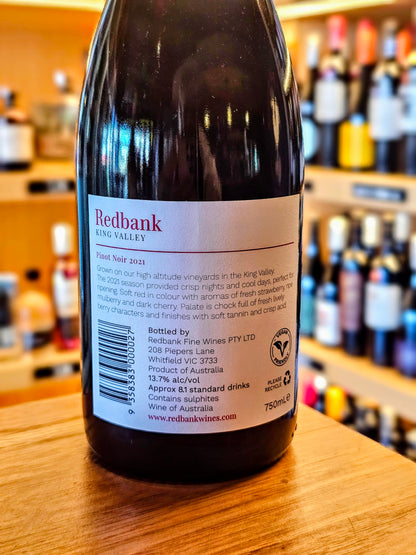 Redbank
KING VALLEY
Pinot Noir 2021
Grown on our high altitude vineyards in the King Valley.
The 2021 season provided crisp nights and cool days, perfect for
ripening. Soft red in colour with aromas of fresh strawberry, ripe
mulberry and dark cherry. Palate is chock full of fresh lively
berry characters and finishes with soft tannin and crisp acid.
Bottled by
Redbank Fine Wines PTY LTD
208 Piepers Lane
Whitfield VIC 3733
Product of Australia
13.7% alc/vol
Approx 8.1 standard drinks
Contains sulphites
Wine of Australia
www.redbankwines.com
9 358383 000027
PLEASE
RECYCLE
750mL e